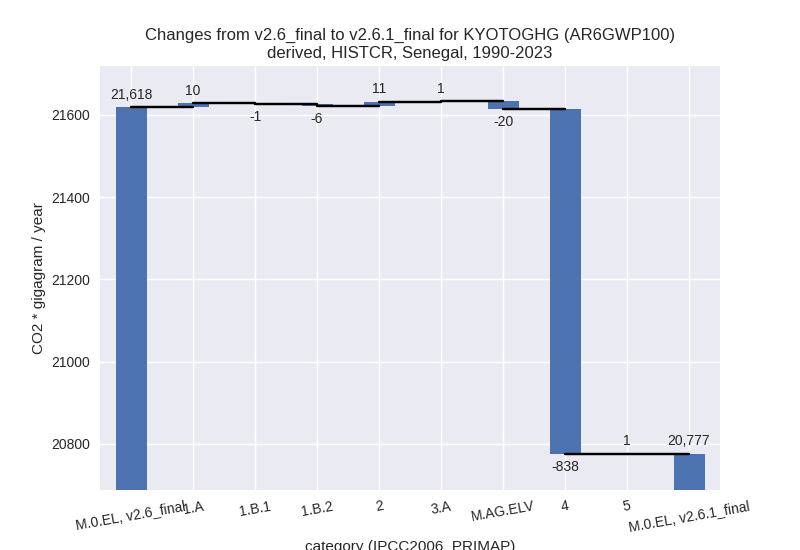 Changes from v2.6_final to v2.6.1_final for KYOTOGHG (AR6GWP100)
derived, HISTCR, Senegal, 1990-2023
21,618
10
-1
-6
11
1
-20
-838
1
20,777
21600
21400
21200
21000
20800
CO2 * gigagram / year
M.0.EL, v2.6_final
1.A
1.B.1
1.B.2
2
3.A
M.AG.ELV
4
5
M.0.EL, v2.6.1_final
category (IPCC2006_PRIMAP)